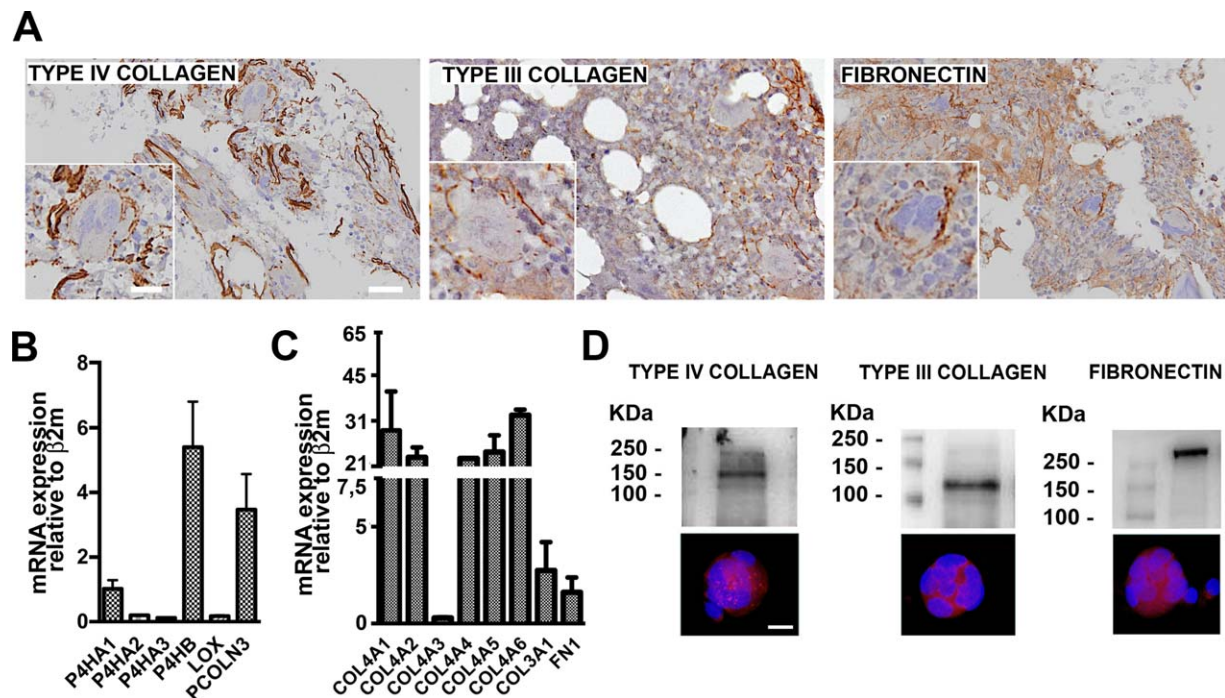 A
TYPE IV COLLAGEN
TYPE III COLLAGEN
FIBRONECTIN
B
mRNA expression
relative to β2m
8
6
4
2
0
P4HA1
P4HA2
P4HA3
P4HB
LOX
PCOLN3
C
mRNA expression
relative to β2m
65
45
31
21
7,5
5
0
COL4A1
COL4A2
COL4A3
COL4A4
COL4A5
COL4A6
COL3A1
FN1
D
TYPE IV COLLAGEN
KDa
250 -
150 -
100 -
TYPE III COLLAGEN
KDa
250 -
150 -
100 -
FIBRONECTIN
KDa
250 -
150 -
100 -